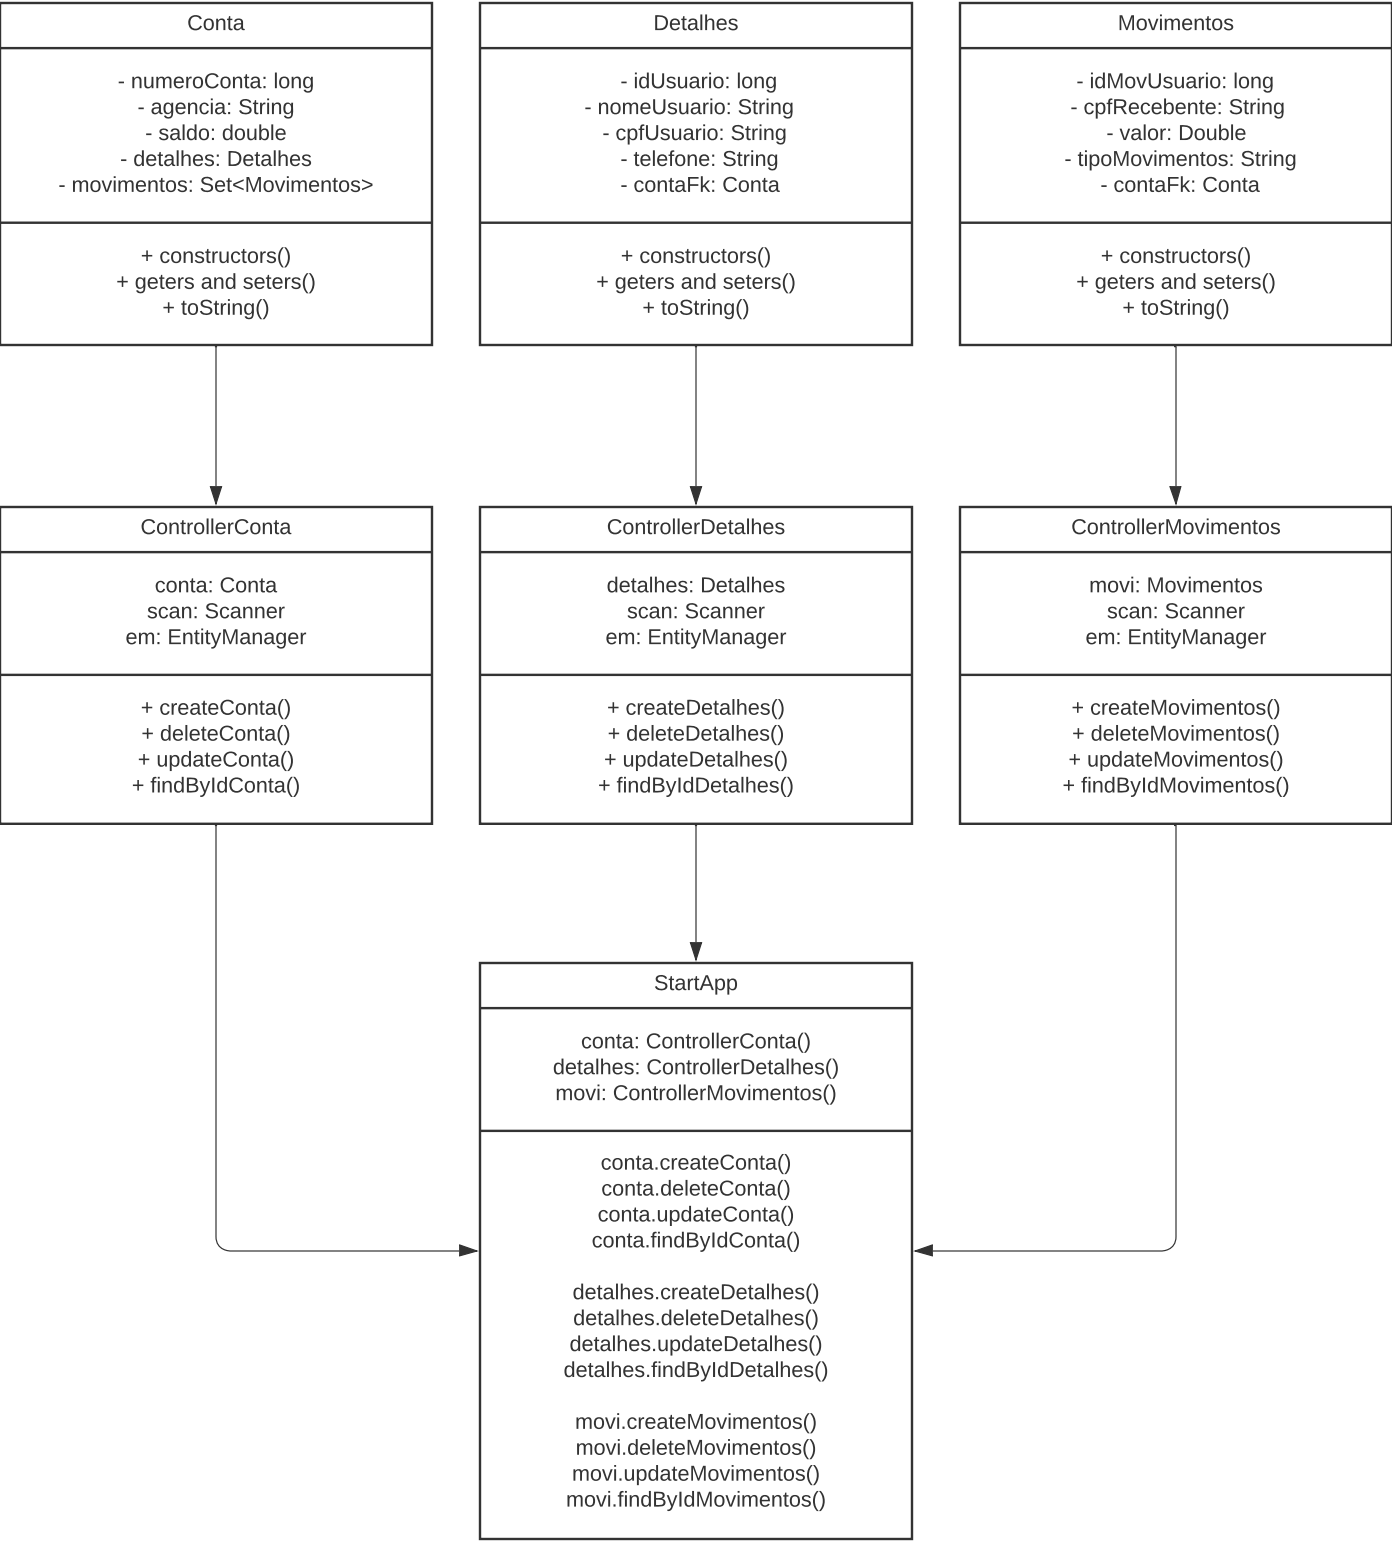 Conta
- numeroConta: long
- agencia: String
- saldo: double
- detalhes: Detalhes
- movimentos: Set<Movimentos>
+ constructors()
+ geters and seters()
+ toString()
Detalhes
- idUsuario: long
- nomeUsuario: String
- cpfUsuario: String
- telefone: String
- contaFk: Conta
+ constructors()
+ geters and seters()
+ toString()
Movimentos
- idMovUsuario: long
- cpfRecebente: String
- valor: Double
- tipoMovimentos: String
- contaFk: Conta
+ constructors()
+ geters and seters()
+ toString()
ControllerConta
conta: Conta
scan: Scanner
em: EntityManager
+ createConta()
+ deleteConta()
+ updateConta()
+ findByIdConta()
ControllerDetalhes
detalhes: Detalhes
scan: Scanner
em: EntityManager
+ createDetalhes()
+ deleteDetalhes()
+ updateDetalhes()
+ findByIdDetalhes()
ControllerMovimentos
movi: Movimentos
scan: Scanner
em: EntityManager
+ createMovimentos()
+ deleteMovimentos()
+ updateMovimentos()
+ findByIdMovimentos()
StartApp
conta: ControllerConta()
detalhes: ControllerDetalhes()
movi: ControllerMovimentos()
conta.createConta()
conta.deleteConta()
conta.updateConta()
conta.findByIdConta()
detalhes.createDetalhes()
detalhes.deleteDetalhes()
detalhes.updateDetalhes()
detalhes.findByIdDetalhes()
movi.createMovimentos()
movi.deleteMovimentos()
movi.updateMovimentos()
movi.findByIdMovimentos()